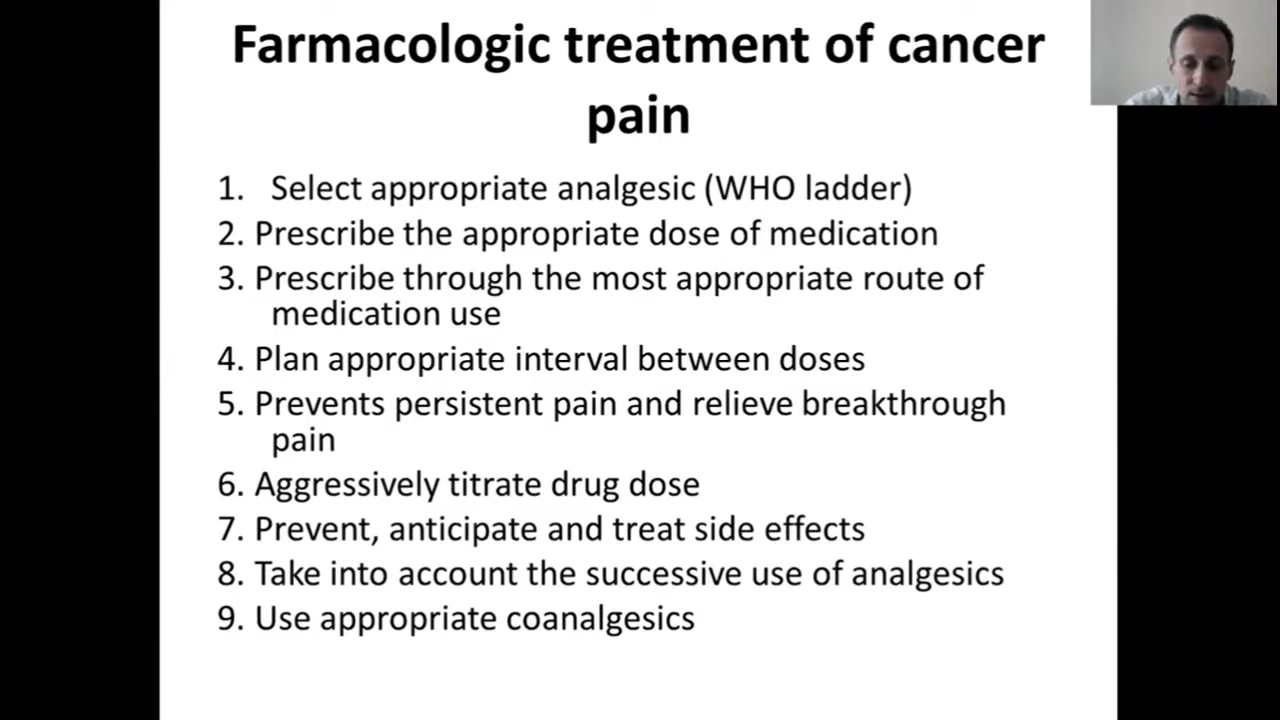 Farmacologic treatment of cancer
pain
1. Select appropriate analgesic (WHO ladder)
2. Prescribe the appropriate dose of medication
3. Prescribe through the most appropriate route of
medication use
4. Plan appropriate interval between doses
5. Prevents persistent pain and relieve breakthrough
pain
6. Aggressively titrate drug dose
7. Prevent, anticipate and treat side effects
8. Take into account the successive use of analgesics
9. Use appropriate coanalgesics